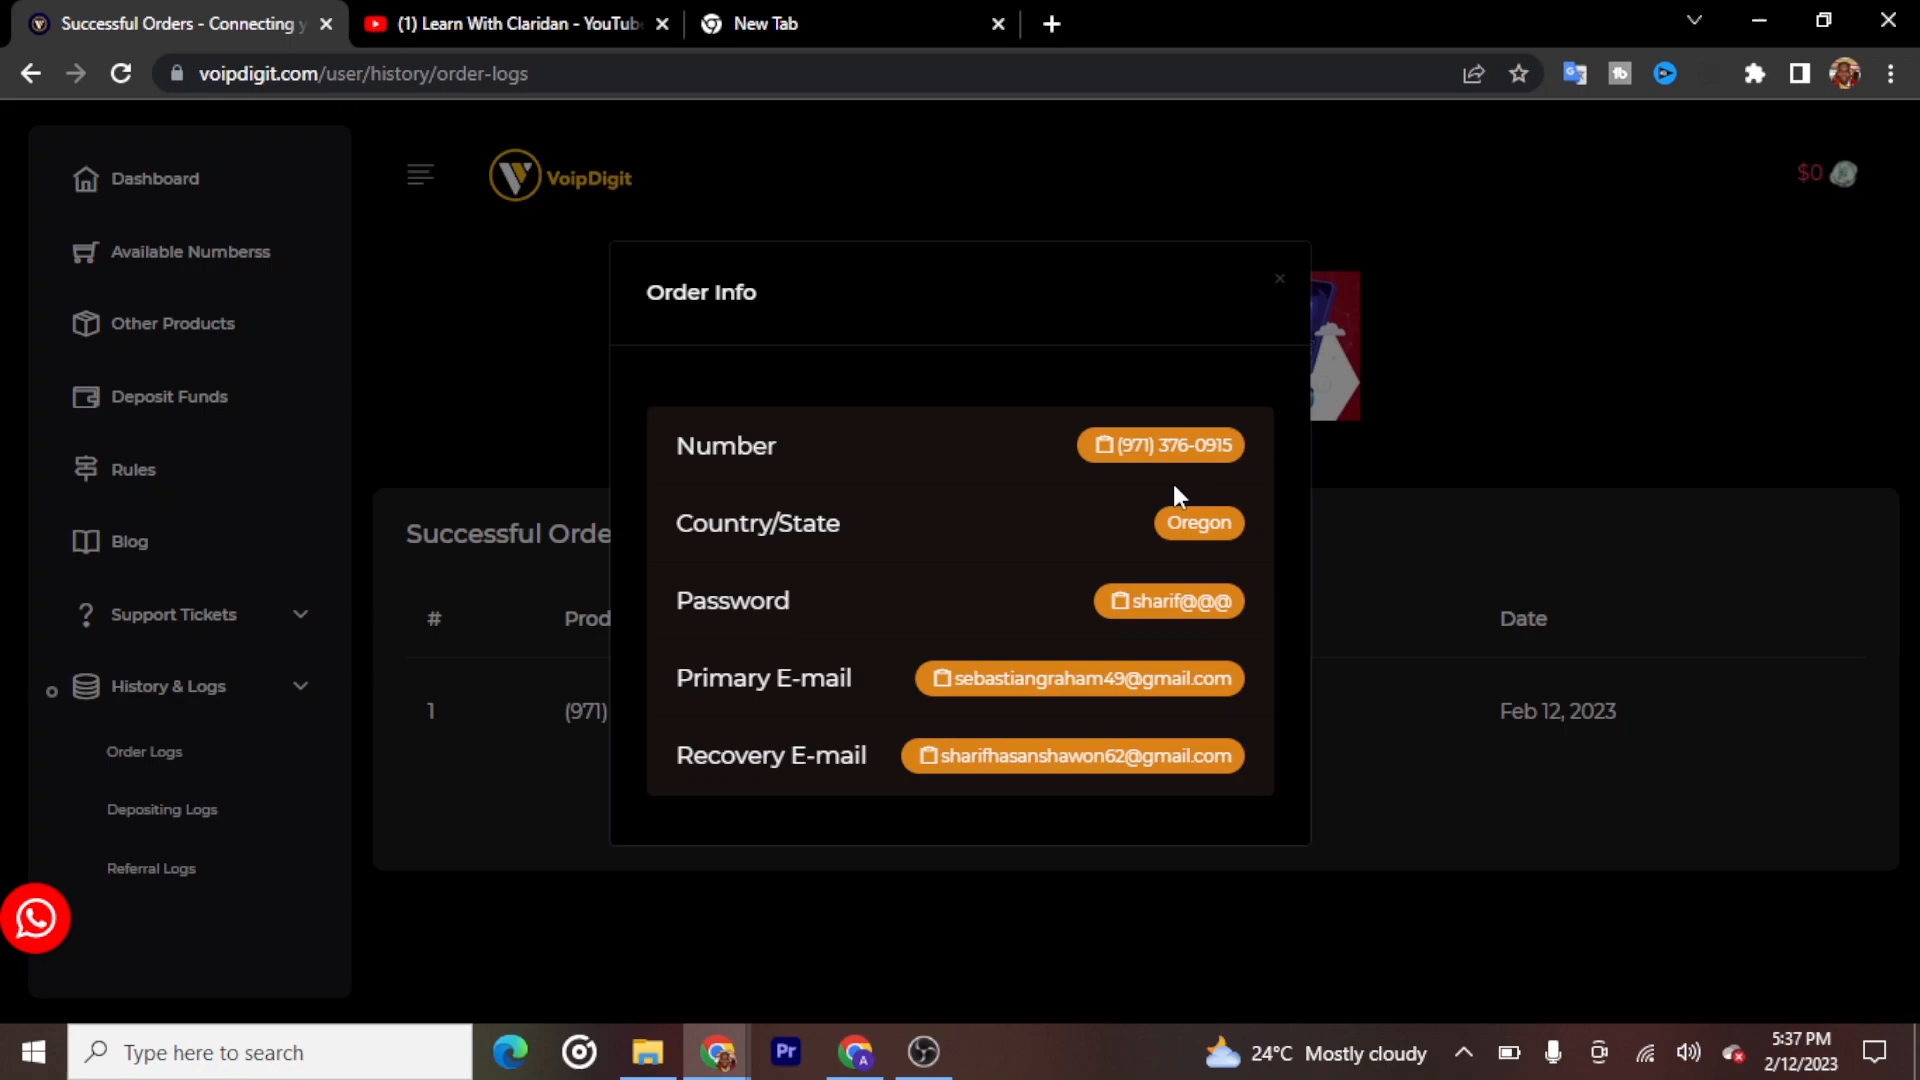 Successful Orders - Connecting y
(1) Learn With Claridan - YouTub
New Tab
voipdigit.com/user/history/order-logs
Dashboard
Available Numberss
Other Products
Deposit Funds
Rules
Blog
Support Tickets
History & Logs
Order Logs
Depositing Logs
Referral Logs
VoipDigit
$0
Successful Orde
#
Prod
Date
1
(971)
Feb 12, 2023
Order Info
×
Number
(971) 376-0915
Country/State
Oregon
Password
sharif@@@
Primary E-mail
sebastiangraham49@gmail.com
Recovery E-mail
sharifhasanshawon62@gmail.com
Type here to search
Pr
A
24°C Mostly cloudy
5:37 PM
2/12/2023